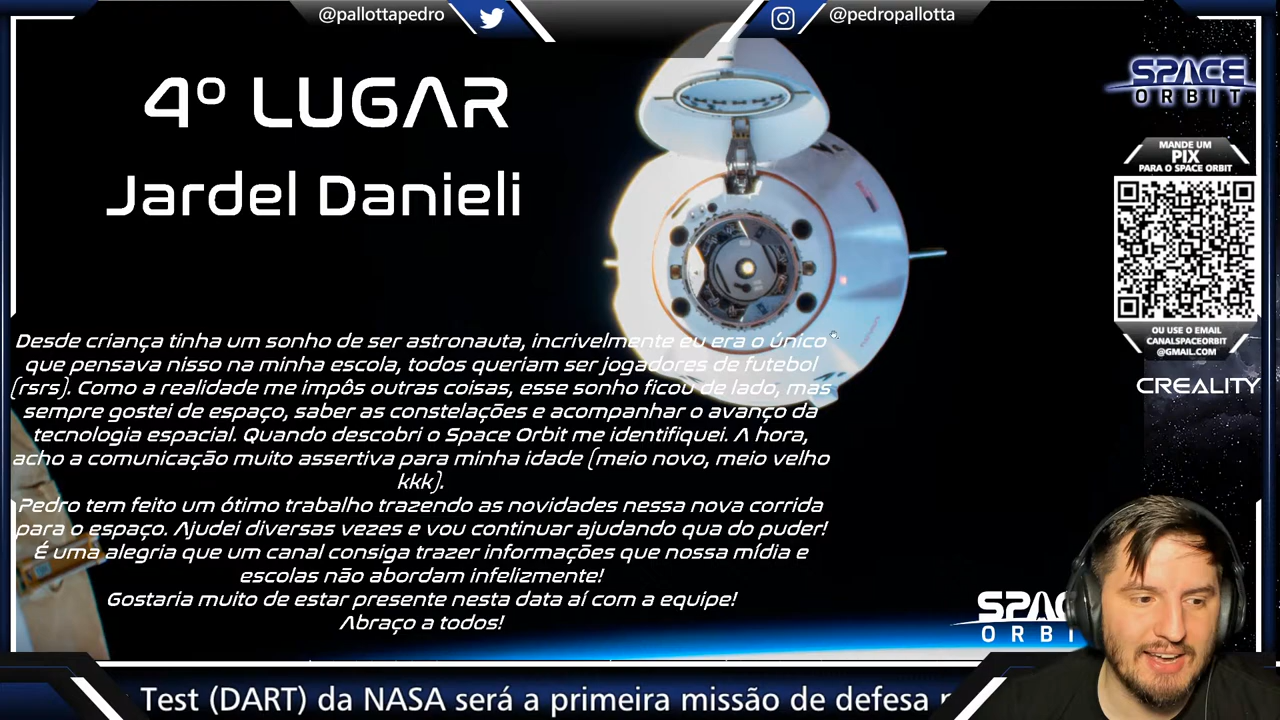 @pallottapedro
@pedropallotta
4º LUGAR
Jardel Danieli
SPACE
ORBIT
MANDE UM
PIX
PARA O SPACE ORBIT
OU USE O EMAIL
CANALSPACEORBIT
@GMAIL.COM
CREALITY
Desde criança tinha um sonho de ser astronauta, incrivelmente eu era o único
que pensava nisso na minha escola, todos queriam ser jogadores de futebol
(rsrs). Como a realidade me impôs outras coisas, esse sonho ficou de lado, mas
sempre gostei de espaço, saber as constelações e acompanhar o avanço da
tecnologia espacial. Quando descobri o Space Orbit me identifiquei. A hora,
acho a comunicação muito assertiva para minha idade (meio novo, meio velho
kkk).
Pedro tem feito um ótimo trabalho trazendo as novidades nessa nova corrida
para o espaço. Ajudei diversas vezes e vou continuar ajudando qua do puder!
É uma alegria que um canal consiga trazer informações que nossa mídia e
escolas não abordam infelizmente!
Gostaria muito de estar presente nesta data aí com a equipe!
Abraço a todos!
Test (DART) da NASA será a primeira missão de defesa